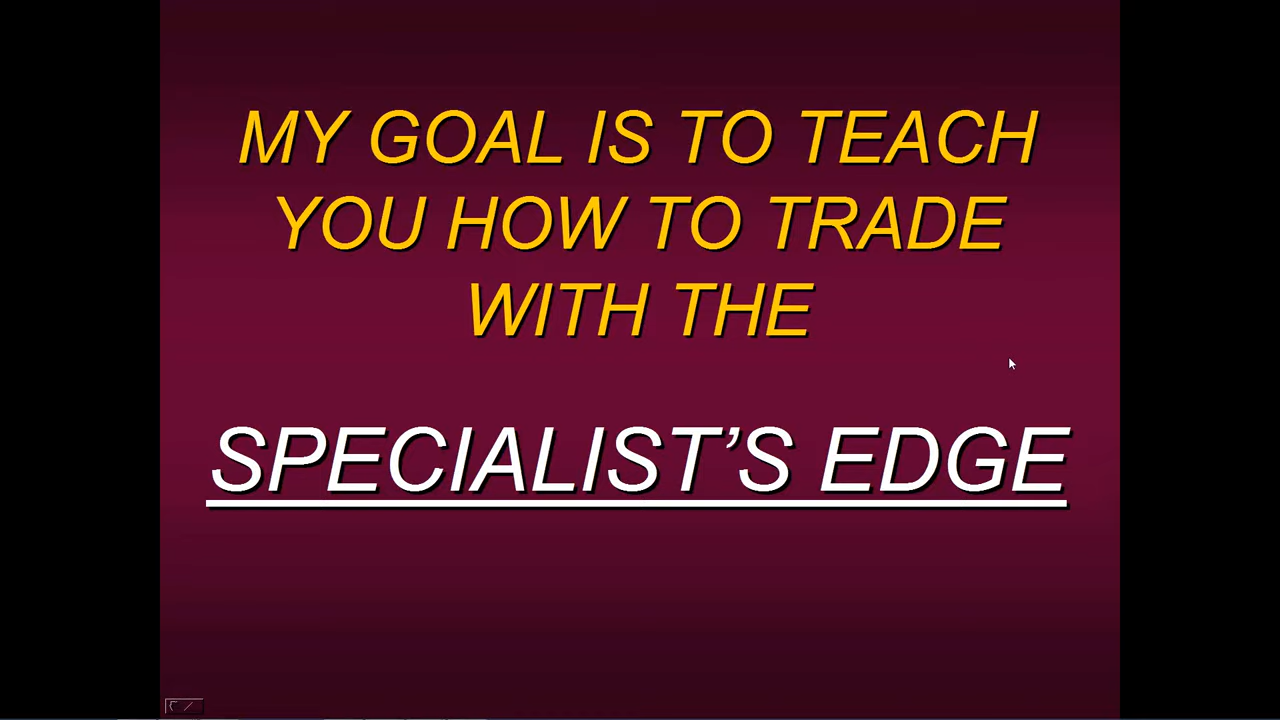 MY GOAL IS TO TEACH
YOU HOW TO TRADE
WITH THE
SPECIALIST’S EDGE